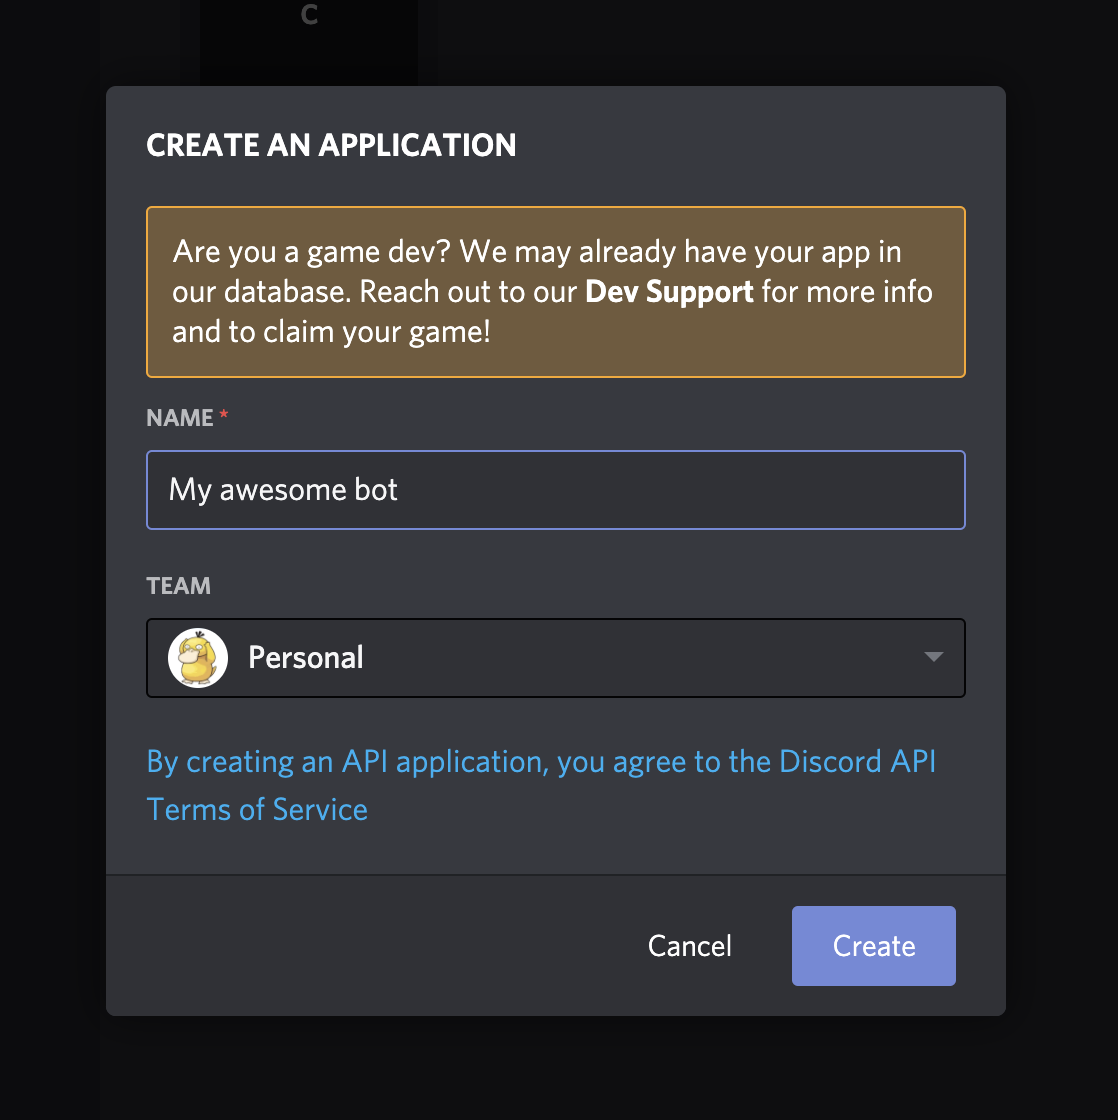 C
CREATE AN APPLICATION
Are you a game dev? We may already have your app in
our database. Reach out to our Dev Support for more info
and to claim your game!
NAME *
My awesome bot
TEAM
Personal
By creating an API application, you agree to the Discord API
Terms of Service
Cancel
Create